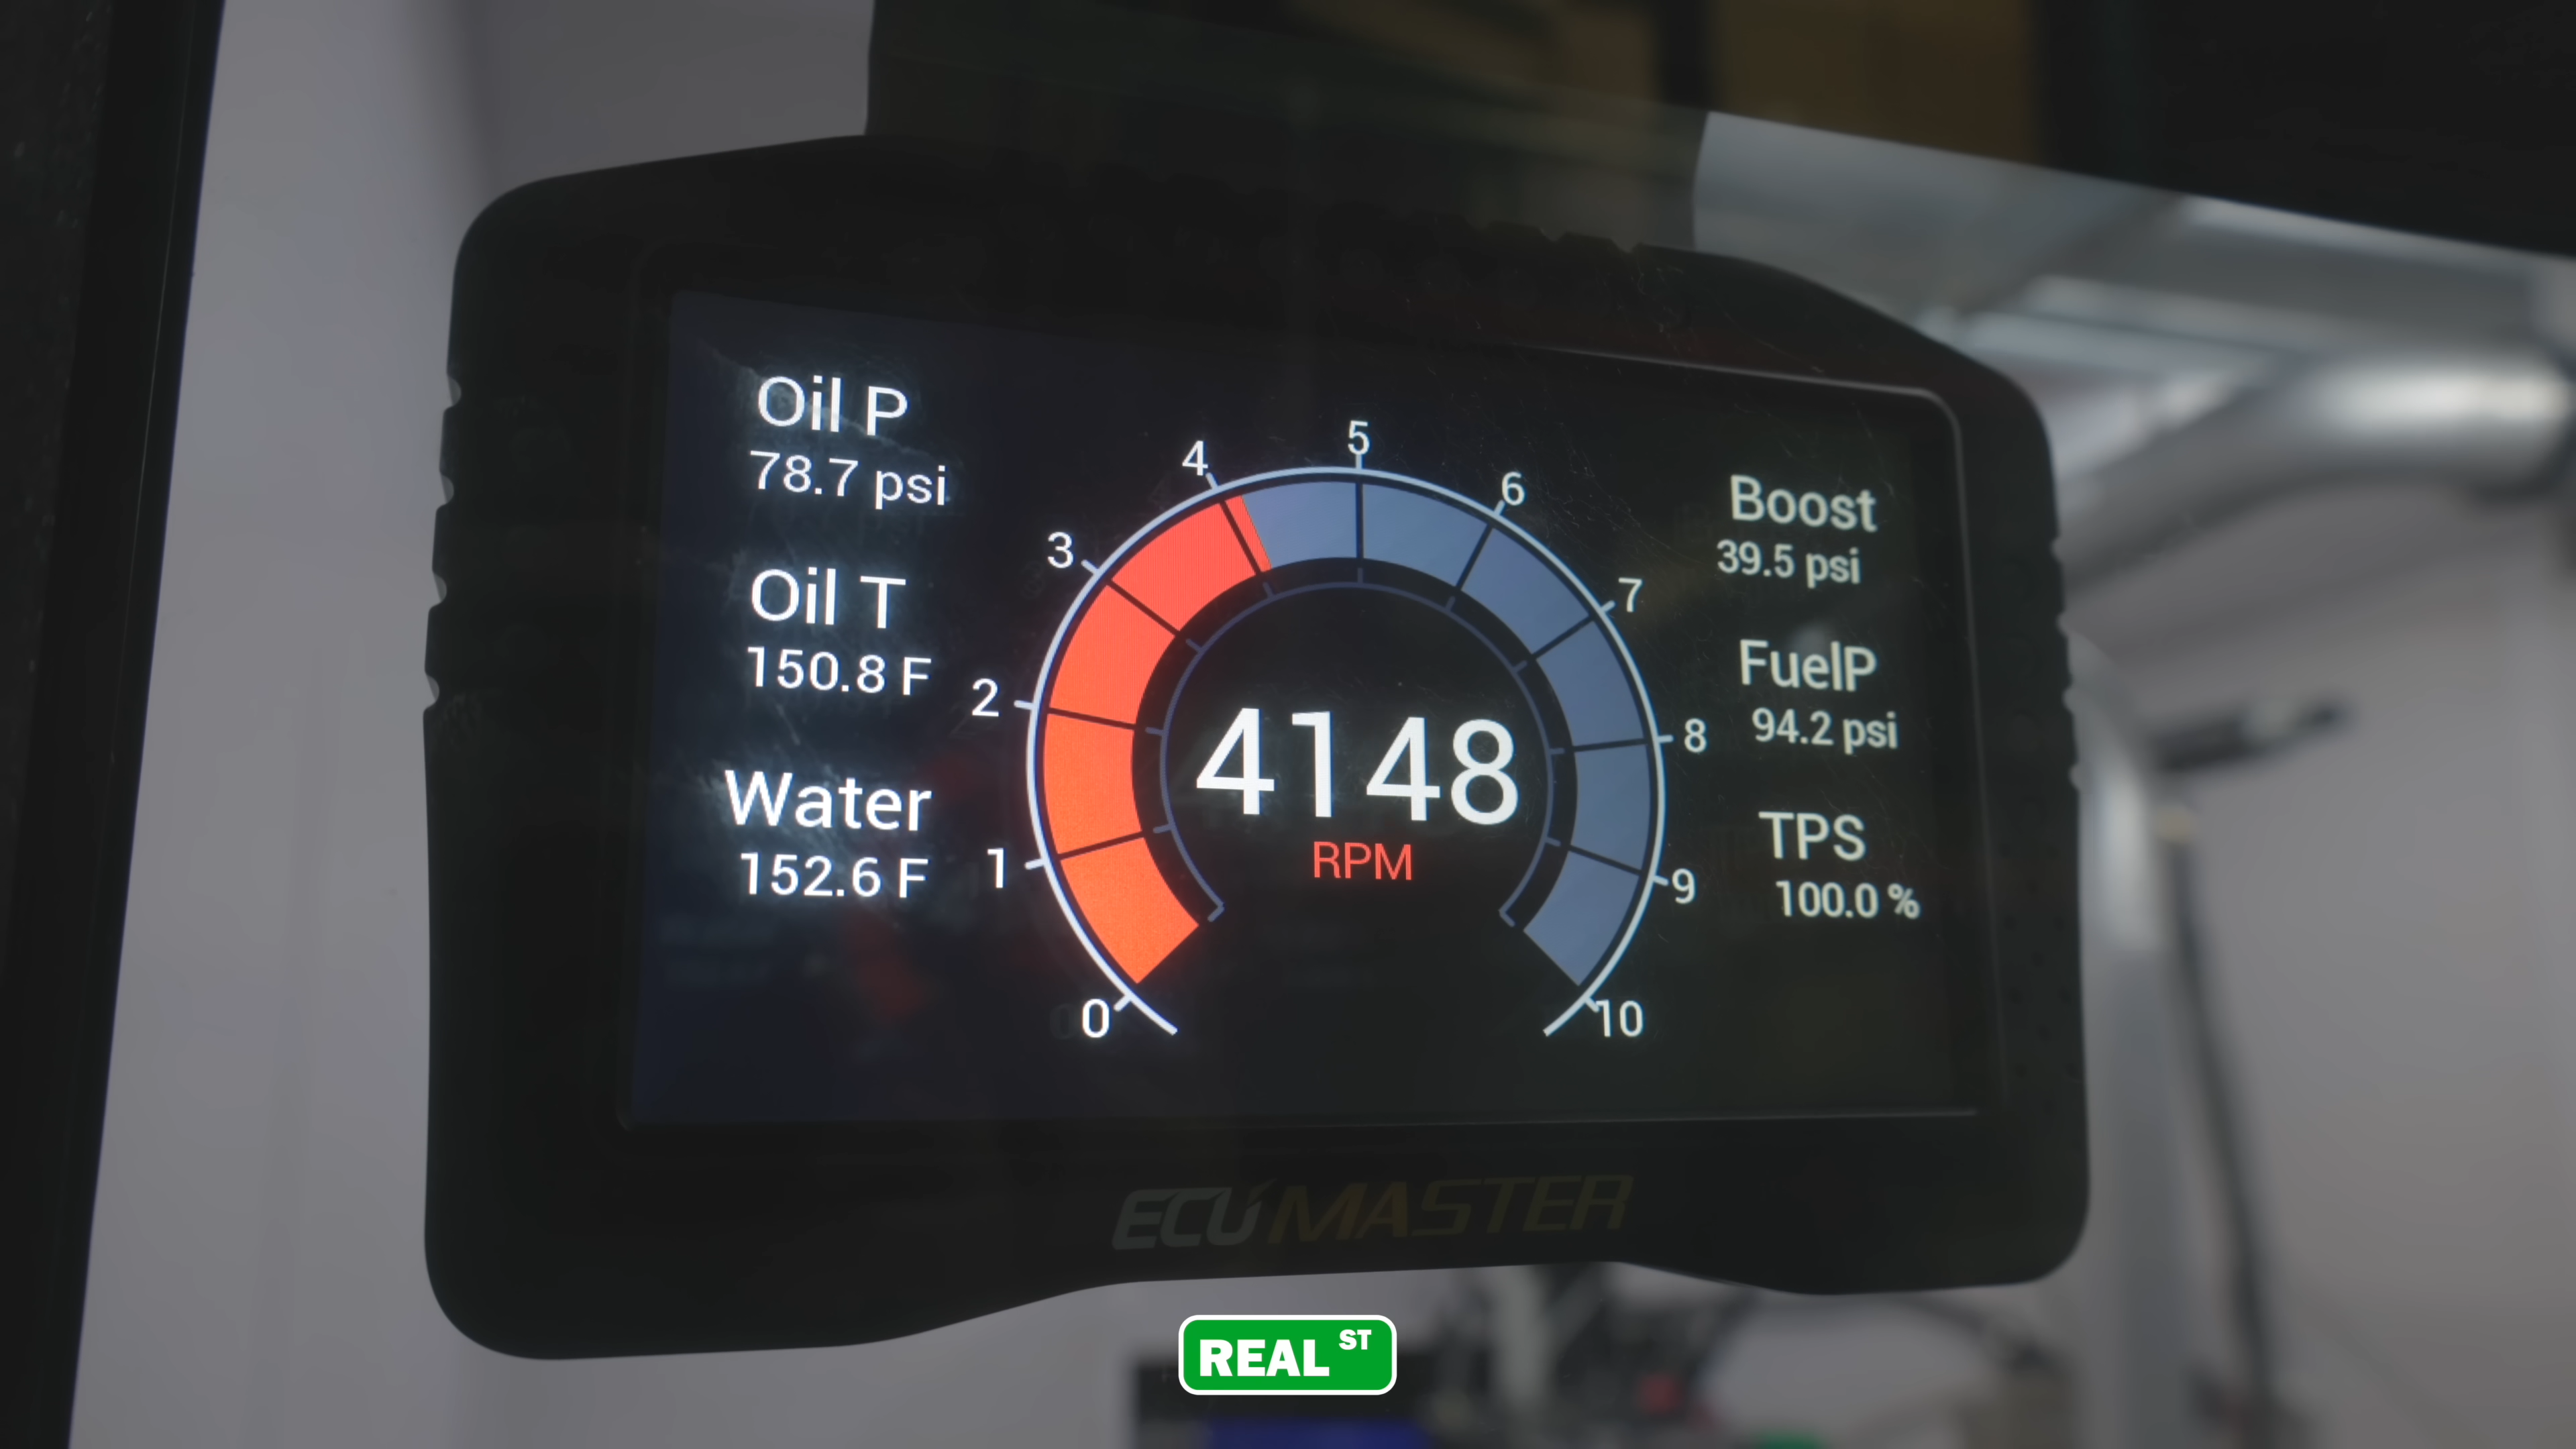 Oil P
78.7 psi
Oil T
150.8 F
Water
152.6 F
0
1
2
3
4
5
6
7
8
9
10
4148
RPM
Boost
39.5 psi
FuelP
94.2 psi
TPS
100.0 %
ECUMASTER
REAL ST